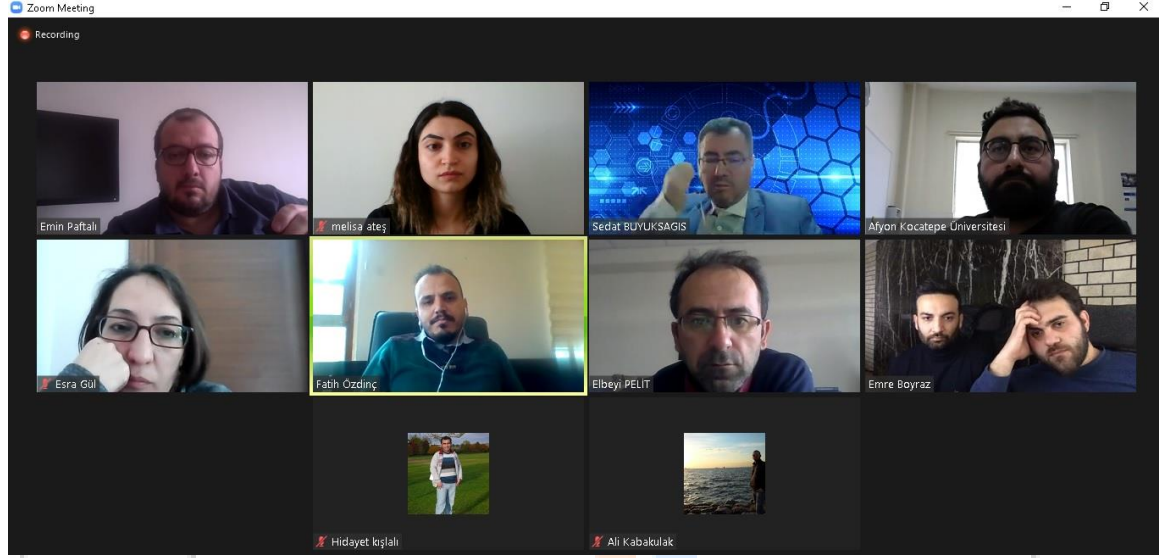 Zoom Meeting
Recording
Emin Paftalı
melisa ateş
Sedat BUYUKSAGIS
Afyon Kocatepe Üniversitesi
Esra Gül
Fatih Özdinç
Elbeyi PELİT
Emre Boyraz
Hidayet kışlalı
Ali Kabakulak